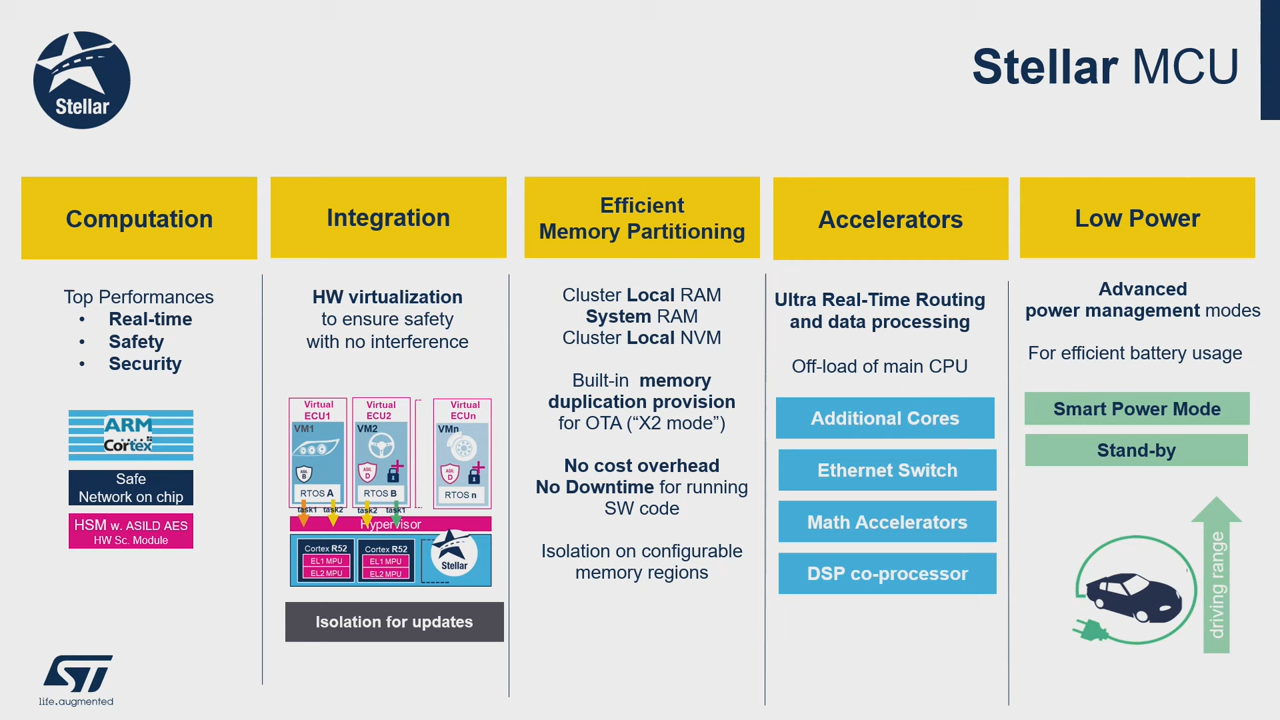 Stellar
Stellar MCU
Computation
Top Performances
• Real-time
• Safety
• Security
ARM
Cortex
Safe
Network on chip
HSM w. ASILD AES
HW Sc. Module
Integration
HW virtualization
to ensure safety
with no interference
Virtual
ECU1
VM1
ASIL
B
RTOS A
Virtual
ECU2
VM2
ASIL
D
RTOS B
Virtual
ECUn
VMn
ASIL
D
RTOS n
task1 task2 task2 task1
Hypervisor
Cortex R52
EL1 MPU
EL2 MPU
Cortex R52
EL1 MPU
EL2 MPU
Stellar
Isolation for updates
Efficient
Memory Partitioning
Cluster Local RAM
System RAM
Cluster Local NVM
Built-in memory
duplication provision
for OTA (“X2 mode”)
No cost overhead
No Downtime for running
SW code
Isolation on configurable
memory regions
Accelerators
Ultra Real-Time Routing
and data processing
Off-load of main CPU
Additional Cores
Ethernet Switch
Math Accelerators
DSP co-processor
Low Power
Advanced
power management modes
For efficient battery usage
Smart Power Mode
Stand-by
driving range
ST
life.augmented